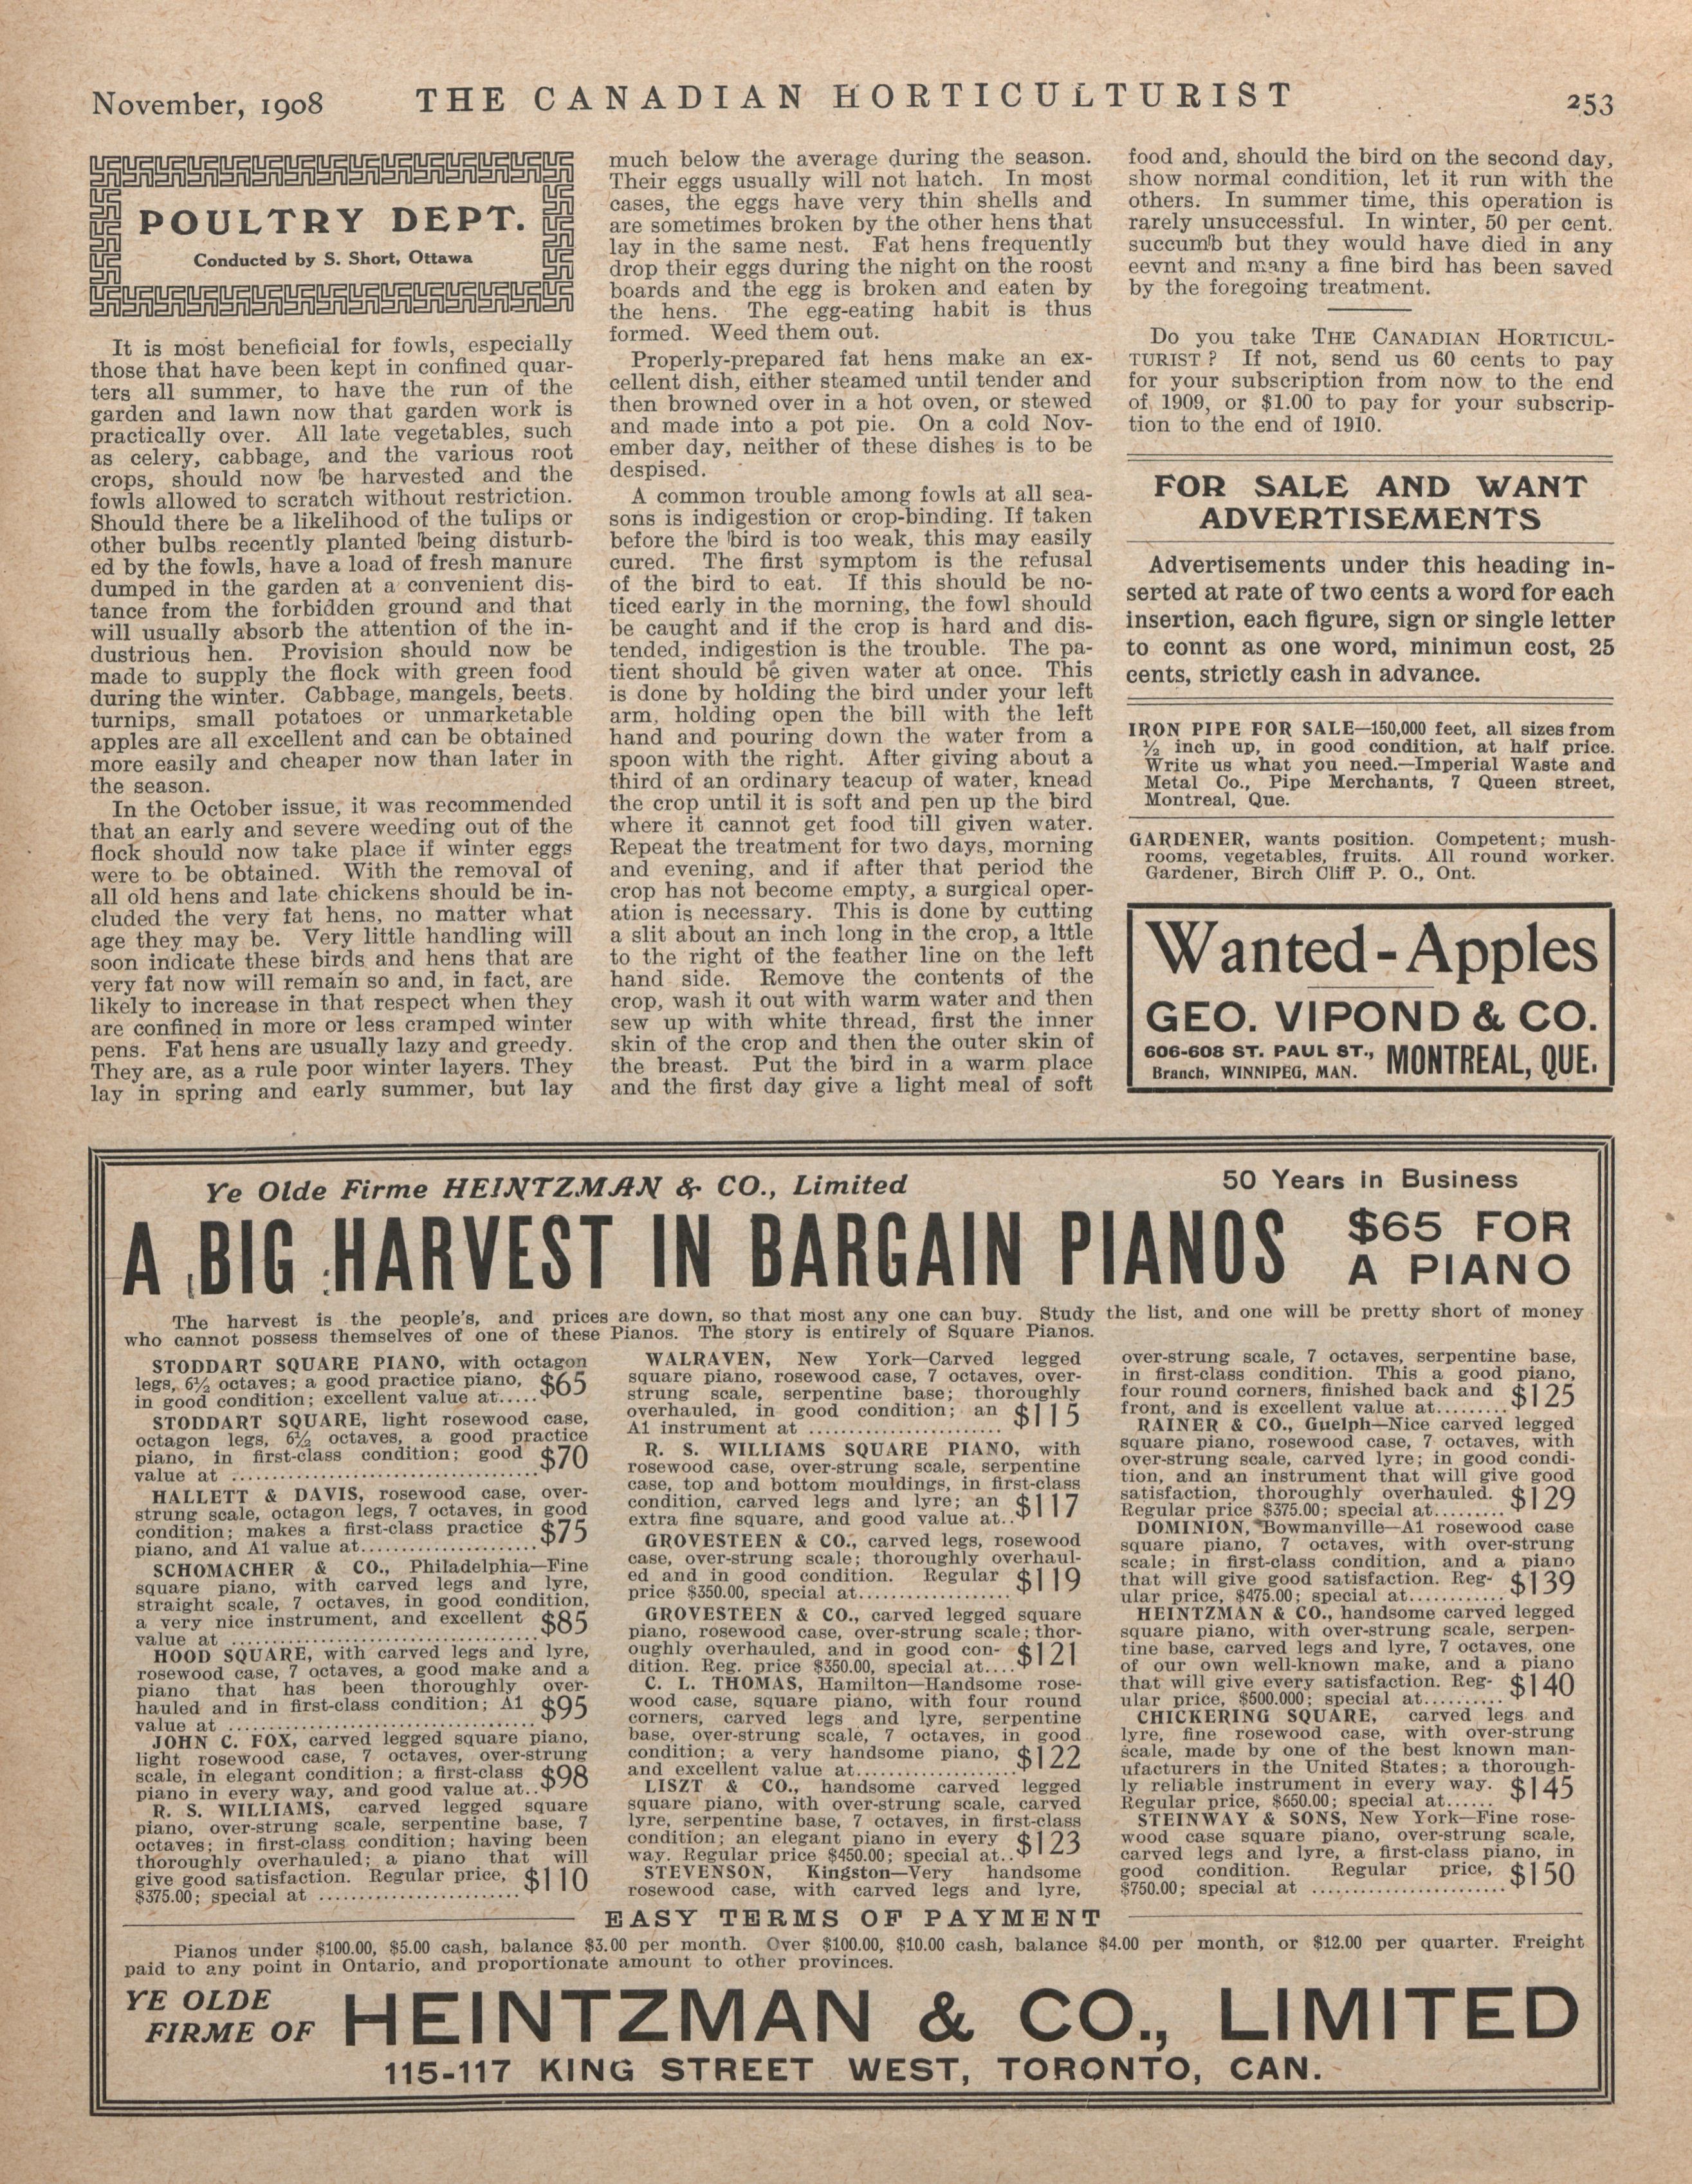 November, 1908
THE CANADIAN HORTICULTURIST
253
POULTRY DEPT.
Conducted by S. Short, Ottawa
It is most beneficial for fowls, especially
those that have been kept in confined quar-
ters all summer, to have the run of the
garden and lawn now that garden work is
practically over. All late vegetables, such
as celery, cabbage, and the various root
crops, should now be harvested and the
fowls allowed to scratch without restriction.
Should there be a likelihood of the tulips or
other bulbs recently planted being disturb-
ed by the fowls, have a load of fresh manure
dumped in the garden at a convenient dis-
tance from the forbidden ground and that
will usually absorb the attention of the in-
dustrious hen. Provision should now be
made to supply the flock with green food
during the winter. Cabbage, mangels, beets.
turnips, small potatoes or unmarketable
apples are all excellent and can be obtained
more easily and cheaper now than later in
the season.
In the October issue, it was recommended
that an early and severe weeding out of the
flock should now take place if winter eggs
were to be obtained. With the removal of
all old hens and late chickens should be in-
cluded the very fat hens, no matter what
age they may be. Very little handling will
soon indicate these birds and hens that are
very fat now will remain so and, in fact, are
likely to increase in that respect when they
are confined in more or less cramped winter
pens. Fat hens are usually lazy and greedy.
They are, as a rule poor winter layers. They
lay in spring and early summer, but lay
much below the average during the season.
Their eggs usually will not hatch. In most
cases, the eggs have very thin shells and
are sometimes broken by the other hens that
lay in the same nest. Fat hens frequently
drop their eggs during the night on the roost
boards and the egg is broken and eaten by
the hens. The egg-eating habit is thus
formed. Weed them out.
Properly-prepared fat hens make an ex-
cellent dish, either steamed until tender and
then browned over in a hot oven, or stewed
and made into a pot pie. On a cold Nov-
ember day, neither of these dishes is to be
despised.
A common trouble among fowls at all sea-
sons is indigestion or crop-binding. If taken
before the bird is too weak, this may easily
cured. The first symptom is the refusal
of the bird to eat. If this should be no-
ticed early in the morning, the fowl should
be caught and if the crop is hard and dis-
tended, indigestion is the trouble. The pa-
tient should be given water at once. This
is done by holding the bird under your left
arm, holding open the bill with the left
hand and pouring down the water from a
spoon with the right. After giving about a
third of an ordinary teacup of water, knead
the crop until it is soft and pen up the bird
where it cannot get food till given water.
Repeat the treatment for two days, morning
and evening, and if after that period the
crop has not become empty, a surgical oper-
ation is necessary. This is done by cutting
a slit about an inch long in the crop, a lttle
to the right of the feather line on the left
hand side. Remove the contents of the
crop, wash it out with warm water and then
sew up with white thread, first the inner
skin of the crop and then the outer skin of
the breast. Put the bird in a warm place
and the first day give a light meal of soft
food and, should the bird on the second day,
show normal condition, let it run with the
others. In summer time, this operation is
rarely unsuccessful. In winter, 50 per cent.
succumb but they would have died in any
eevnt and many a fine bird has been saved
by the foregoing treatment.
Do you take THE CANADIAN HORTICUL-
TURIST? If not, send us 60 cents to pay
for your subscription from now to the end
of 1909, or $1.00 to pay for your subscrip-
tion to the end of 1910.
FOR SALE AND WANT
ADVERTISEMENTS
Advertisements under this heading in-
serted at rate of two cents a word for each
insertion, each figure, sign or single letter
to connt as one word, minimun cost, 25
cents, strictly cash in advance.
IRON PIPE FOR SALE—150,000 feet, all sizes from
½ inch up, in good condition, at half price.
Write us what you need.—Imperial Waste and
Metal Co., Pipe Merchants, 7 Queen street,
Montreal, Que.
GARDENER, wants position. Competent; mush-
rooms, vegetables, fruits. All round worker.
Gardener, Birch Cliff P. O., Ont.
Wanted-Apples
GEO. VIPOND & CO.
606-608 ST. PAUL ST.,
Branch, WINNIPEG, MAN.
MONTREAL, QUE.
Ye Olde Firme HEINTZMAN & CO., Limited
50 Years in Business
A BIG HARVEST IN BARGAIN PIANOS
$65 FOR
A PIANO
The harvest is the people's, and prices are down, so that most any one can buy. Study the list, and one will be pretty short of money
who cannot possess themselves of one of these Pianos. The story is entirely of Square Pianos.
STODDART SQUARE PIANO, with octagon
legs, 6½ octaves; a good practice piano,
in good condition; excellent value at..... $65
STODDART SQUARE, light rosewood case,
octagon legs, 6½ octaves, a good practice
piano, in first-class condition; good
value at .................................... $70
HALLETT & DAVIS, rosewood case, over-
strung scale, octagon legs, 7 octaves, in good
condition; makes a first-class practice
piano, and A1 value at..................... $75
SCHOMACHER & CO., Philadelphia—Fine
square piano, with carved legs and lyre,
straight scale, 7 octaves, in good condition,
a very nice instrument, and excellent
value at .................................... $85
HOOD SQUARE, with carved legs and lyre,
rosewood case, 7 octaves, a good make and a
piano that has been thoroughly over-
hauled and in first-class condition; A1
value at .................................... $95
JOHN C. FOX, carved legged square piano,
light rosewood case, 7 octaves, over-strung
scale, in elegant condition; a first-class
piano in every way, and good value at.. $98
R. S. WILLIAMS, carved legged square
piano, over-strung scale, serpentine base, 7
octaves; in first-class condition; having been
thoroughly overhauled; a piano that will
give good satisfaction. Regular price,
$375.00; special at ........................ $110
WALRAVEN, New York—Carved legged
square piano, rosewood case, 7 octaves, over-
strung scale, serpentine base; thoroughly
overhauled, in good condition; an
A1 instrument at ........................ $115
R. S. WILLIAMS SQUARE PIANO, with
rosewood case, over-strung scale, serpentine
case, top and bottom mouldings, in first-class
condition, carved legs and lyre; an
extra fine square, and good value at.. $117
GROVESTEEN & CO., carved legs, rosewood
case, over-strung scale; thoroughly overhaul-
ed and in good condition. Regular
price $350.00, special at................... $119
GROVESTEEN & CO., carved legged square
piano, rosewood case, over-strung scale; thor-
oughly overhauled, and in good con-
dition. Reg. price $350.00, special at.... $121
C. L. THOMAS, Hamilton—Handsome rose-
wood case, square piano, with four round
corners, carved legs and lyre, serpentine
base, over-strung scale, 7 octaves, in good
condition; a very handsome piano,
and excellent value at.................... $122
LISZT & CO., handsome carved legged
square piano, with over-strung scale, carved
lyre, serpentine base, 7 octaves, in first-class
condition; an elegant piano in every
way. Regular price $450.00; special at.. $123
STEVENSON, Kingston—Very handsome
rosewood case, with carved legs and lyre,
over-strung scale, 7 octaves, serpentine base,
in first-class condition. This a good piano,
four round corners, finished back and
front, and is excellent value at......... $125
RAINER & CO., Guelph—Nice carved legged
square piano, rosewood case, 7 octaves, with
over-strung scale, carved lyre; in good condi-
tion, and an instrument that will give good
satisfaction, thoroughly overhauled.
Regular price $375.00; special at......... $129
DOMINION, Bowmanville—A1 rosewood case
square piano, 7 octaves, with over-strung
scale; in first-class condition, and a piano
that will give good satisfaction. Reg-
ular price, $475.00; special at............ $139
HEINTZMAN & CO., handsome carved legged
square piano, with over-strung scale, serpen-
tine base, carved legs and lyre, 7 octaves, one
of our own well-known make, and a piano
that will give every satisfaction. Reg-
ular price, $500.000; special at.......... $140
CHICKERING SQUARE, carved legs and
lyre, fine rosewood case, with over-strung
scale, made by one of the best known man-
ufacturers in the United States; a thorough-
ly reliable instrument in every way.
Regular price, $650.00; special at...... $145
STEINWAY & SONS, New York—Fine rose-
wood case square piano, over-strung scale,
carved legs and lyre, a first-class piano, in
good condition. Regular price,
$750.00; special at ........................ $150
EASY TERMS OF PAYMENT
Pianos under $100.00, $5.00 cash, balance $3.00 per month. Over $100.00, $10.00 cash, balance $4.00 per month, or $12.00 per quarter. Freight
paid to any point in Ontario, and proportionate amount to other provinces.
YE OLDE
FIRME OF
HEINTZMAN & CO., LIMITED
115-117 KING STREET WEST, TORONTO, CAN.